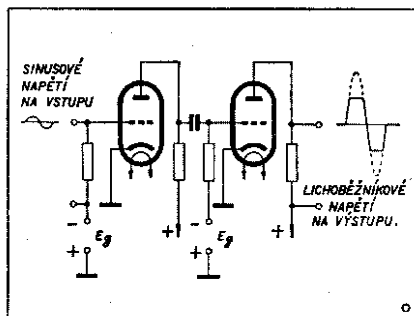 SINUSOVÉ
NAPĚTÍ
NA VSTUPU
- Eg +
+
- Eg +
+
LICHOBĚŽNÍKOVÉ
NAPĚTÍ
NA VÝSTUPU.